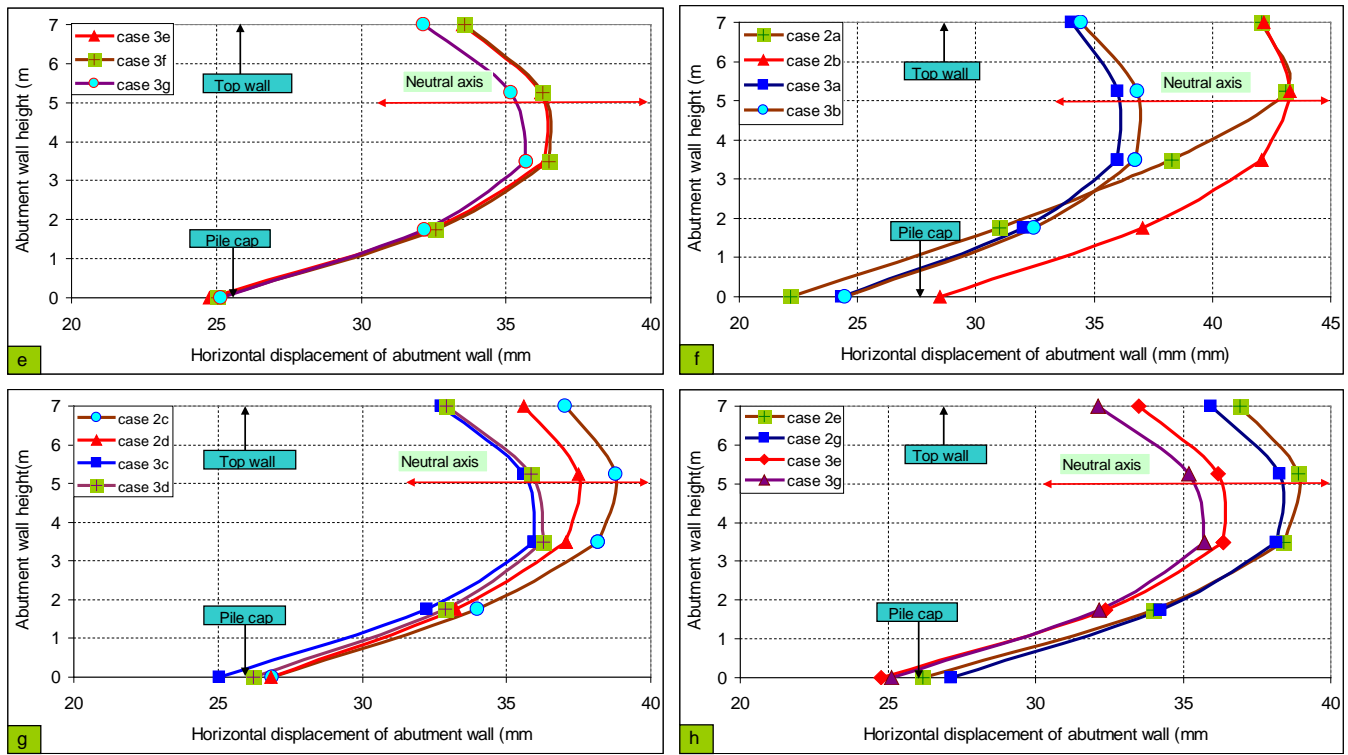 case 3e
case 3f
case 3g
Top wall
Neutral axis
Pile cap
Abutment wall height (m
7
6
5
4
3
2
1
0
20
25
30
35
40
Horizontal displacement of abutment wall (mm
e
case 2a
case 2b
case 3a
case 3b
Top wall
Neutral axis
Pile cap
Abutment wall height (m
7
6
5
4
3
2
1
0
20
25
30
35
40
45
Horizontal displacement of abutment wall (mm (mm)
f
case 2c
case 2d
case 3c
case 3d
Top wall
Neutral axis
Pile cap
Abutment wall height(m
7
6
5
4
3
2
1
0
20
25
30
35
40
Horizontal displacement of abutment wall (mm
g
case 2e
case 2g
case 3e
case 3g
Top wall
Neutral axis
Pile cap
Abutment wall height(m
7
6
5
4
3
2
1
0
20
25
30
35
40
Horizontal displacement of abutment wall (mm
h